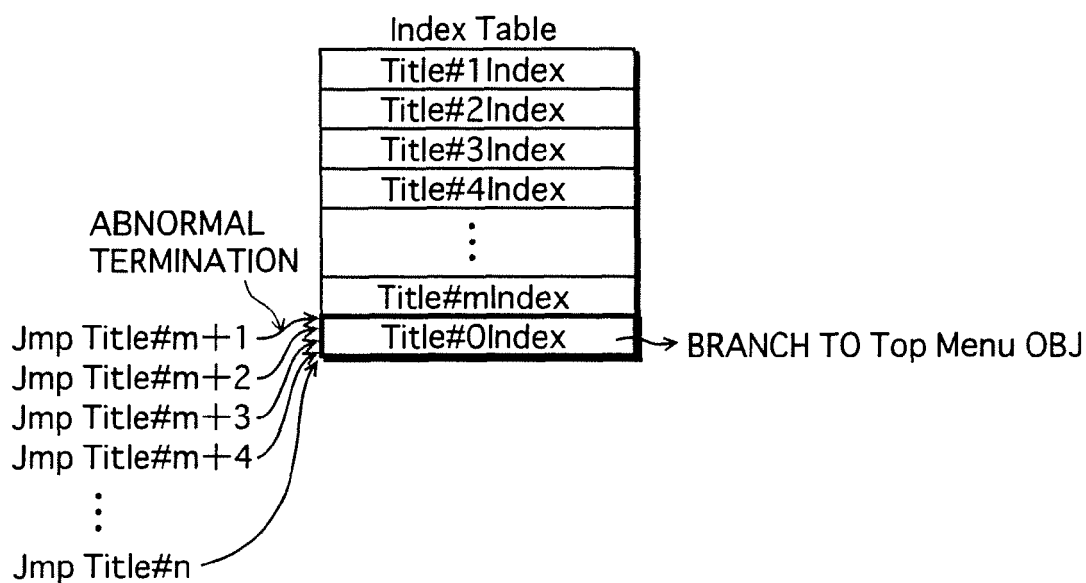 Index Table
Title#1Index
Title#2Index
Title#3Index
Title#4Index
⋮
Title#mIndex
Title#0Index
ABNORMAL
TERMINATION
Jmp Title#m+1
Jmp Title#m+2
Jmp Title#m+3
Jmp Title#m+4
⋮
Jmp Title#n
BRANCH TO Top Menu OBJ